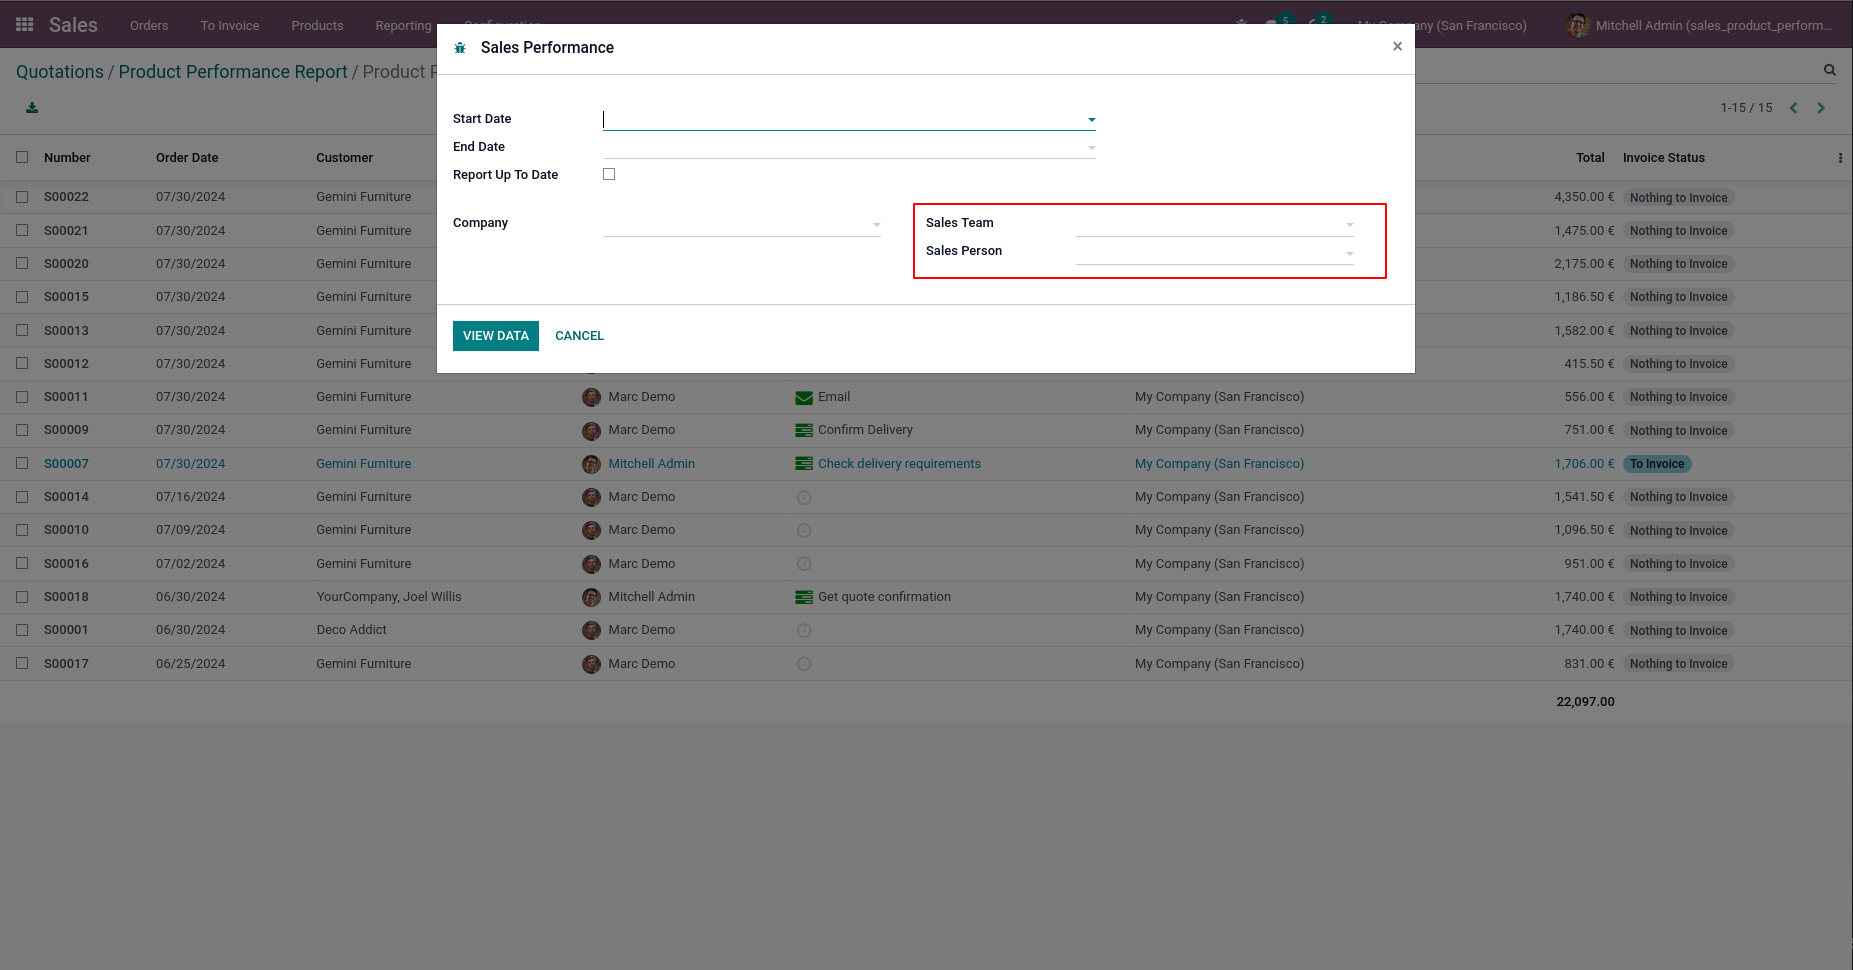 Sales Orders To Invoice Products Reporting Configuration 5 2 My Company (San Francisco) Mitchell Admin (sales_product_perform...
Quotations / Product Performance Report / Product
1-15 / 15
Sales Performance ×
Start Date
End Date
Report Up To Date
Company Sales Team
Sales Person
VIEW DATA CANCEL
Number Order Date Customer Total Invoice Status
S00022 07/30/2024 Gemini Furniture 4,350.00 € Nothing to Invoice
S00021 07/30/2024 Gemini Furniture 1,475.00 € Nothing to Invoice
S00020 07/30/2024 Gemini Furniture 2,175.00 € Nothing to Invoice
S00015 07/30/2024 Gemini Furniture 1,186.50 € Nothing to Invoice
S00013 07/30/2024 Gemini Furniture 1,582.00 € Nothing to Invoice
S00012 07/30/2024 Gemini Furniture 415.50 € Nothing to Invoice
S00011 07/30/2024 Gemini Furniture Marc Demo Email My Company (San Francisco) 556.00 € Nothing to Invoice
S00009 07/30/2024 Gemini Furniture Marc Demo Confirm Delivery My Company (San Francisco) 751.00 € Nothing to Invoice
S00007 07/30/2024 Gemini Furniture Mitchell Admin Check delivery requirements My Company (San Francisco) 1,706.00 € To Invoice
S00014 07/16/2024 Gemini Furniture Marc Demo My Company (San Francisco) 1,541.50 € Nothing to Invoice
S00010 07/09/2024 Gemini Furniture Marc Demo My Company (San Francisco) 1,096.50 € Nothing to Invoice
S00016 07/02/2024 Gemini Furniture Marc Demo My Company (San Francisco) 951.00 € Nothing to Invoice
S00018 06/30/2024 YourCompany, Joel Willis Mitchell Admin Get quote confirmation My Company (San Francisco) 1,740.00 € Nothing to Invoice
S00001 06/30/2024 Deco Addict Marc Demo My Company (San Francisco) 1,740.00 € Nothing to Invoice
S00017 06/25/2024 Gemini Furniture Marc Demo My Company (San Francisco) 831.00 € Nothing to Invoice
22,097.00